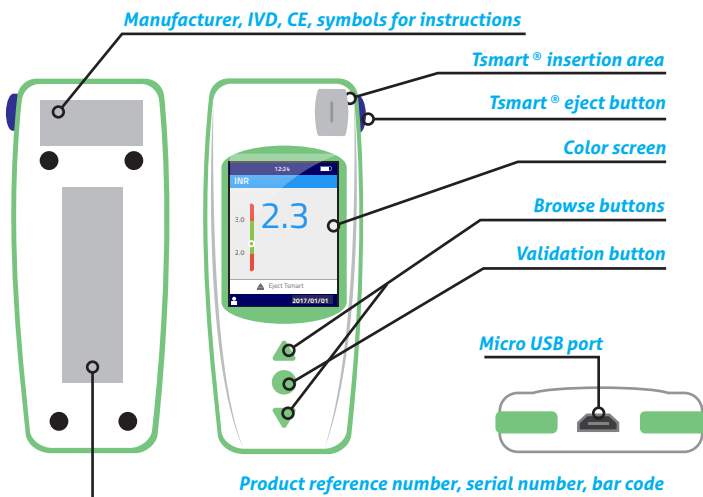 Manufacturer, IVD, CE, symbols for instructions
Tsmart ® insertion area
Tsmart ® eject button
Color screen
Browse buttons
Validation button
12:24
INR
3.0
2.3
2.0
Eject Tsmart
2017/01/01
Micro USB port
Product reference number, serial number, bar code